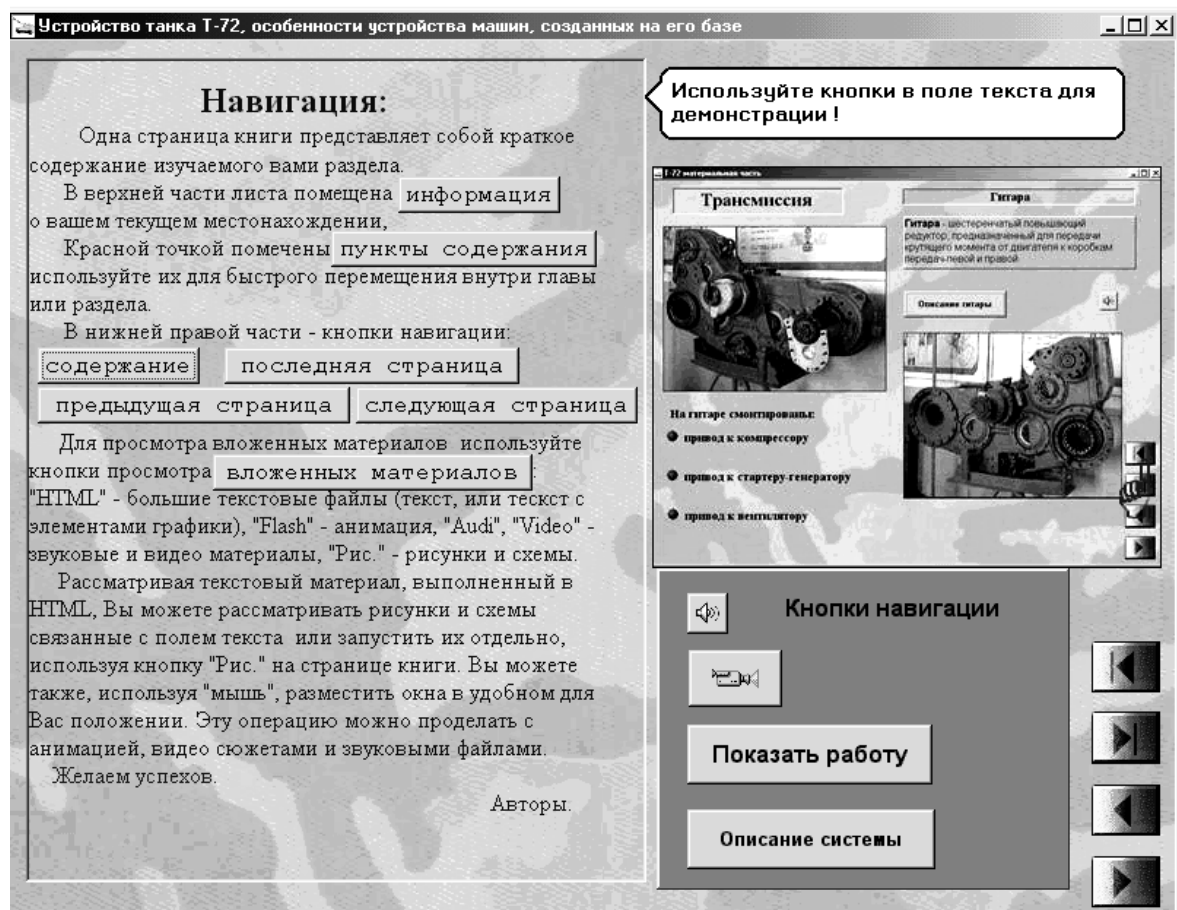 Устройство танка Т-72, особенности устройства машин, созданных на его базе
Навигация:
Одна страница книги представляет собой краткое
содержание изучаемого вами раздела.
В верхней части листа помещена информация
о вашем текущем местонахождении,
Красной точкой помечены пункты содержания
используйте их для быстрого перемещения внутри главы
или раздела.
В нижней правой части - кнопки навигации:
содержание последняя страница
предыдущая страница следующая страница
Для просмотра вложенных материалов используйте
кнопки просмотра вложенных материалов :
"HTML" - большие текстовые файлы (текст, или тескст с
элементами графики), "Flash" - анимация, "Audi", "Video" -
звуковые и видео материалы, "Рис." - рисунки и схемы.
Рассматривая текстовый материал, выполненный в
HTML, Вы можете рассматривать рисунки и схемы
связанные с полем текста или запустить их отдельно,
используя кнопку "Рис." на странице книги. Вы можете
также, используя "мышь", разместить окна в удобном для
Вас положении. Эту операцию можно проделать с
анимацией, видео сюжетами и звуковыми файлами.
Желаем успехов.
Авторы.
Используйте кнопки в поле текста для
демонстрации !
Т-72 материальная часть
Трансмиссия
Гитара
Гитара - шестеренчатый повышающий
редуктор, предназначенный для передачи
крутящего момента от двигателя к коробкам
передач-левой и правой
Описание гитары
На гитаре смонтированы:
привод к компрессору
привод к стартеру-генератору
привод к вентилятору
Кнопки навигации
Показать работу
Описание системы